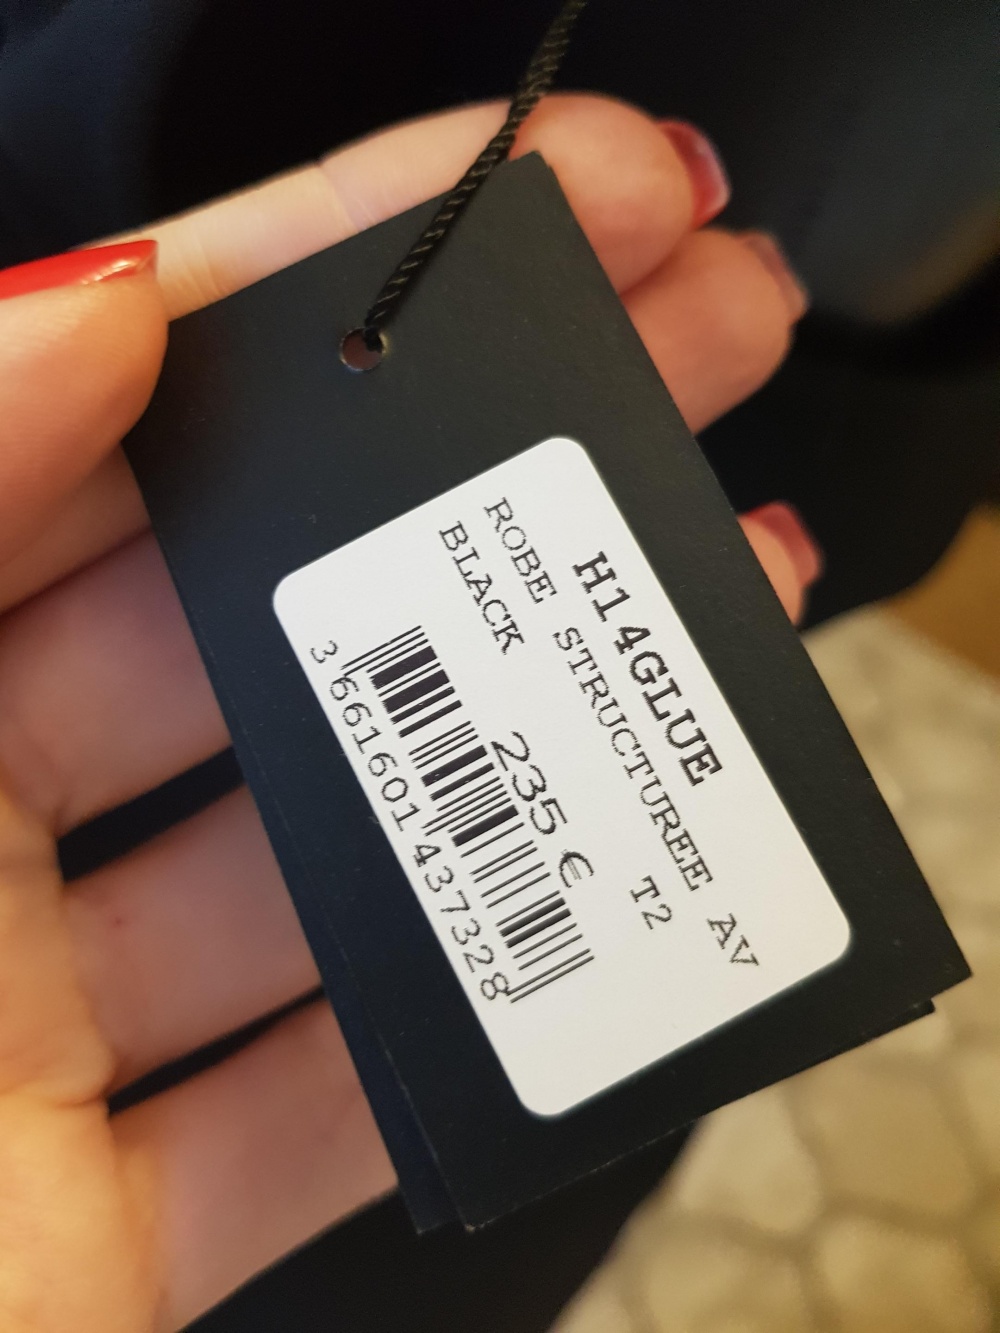 H14GLUE
ROBE STRUCTUREE AV
BLACK T2
235 €
3 661601 437328